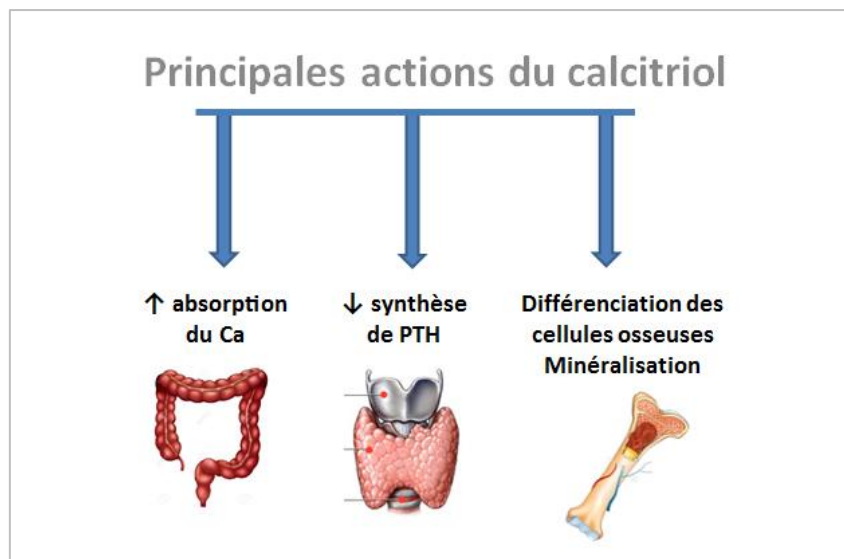 Principales actions du calcitriol
↑ absorption
du Ca
↓ synthèse
de PTH
Différenciation des
cellules osseuses
Minéralisation